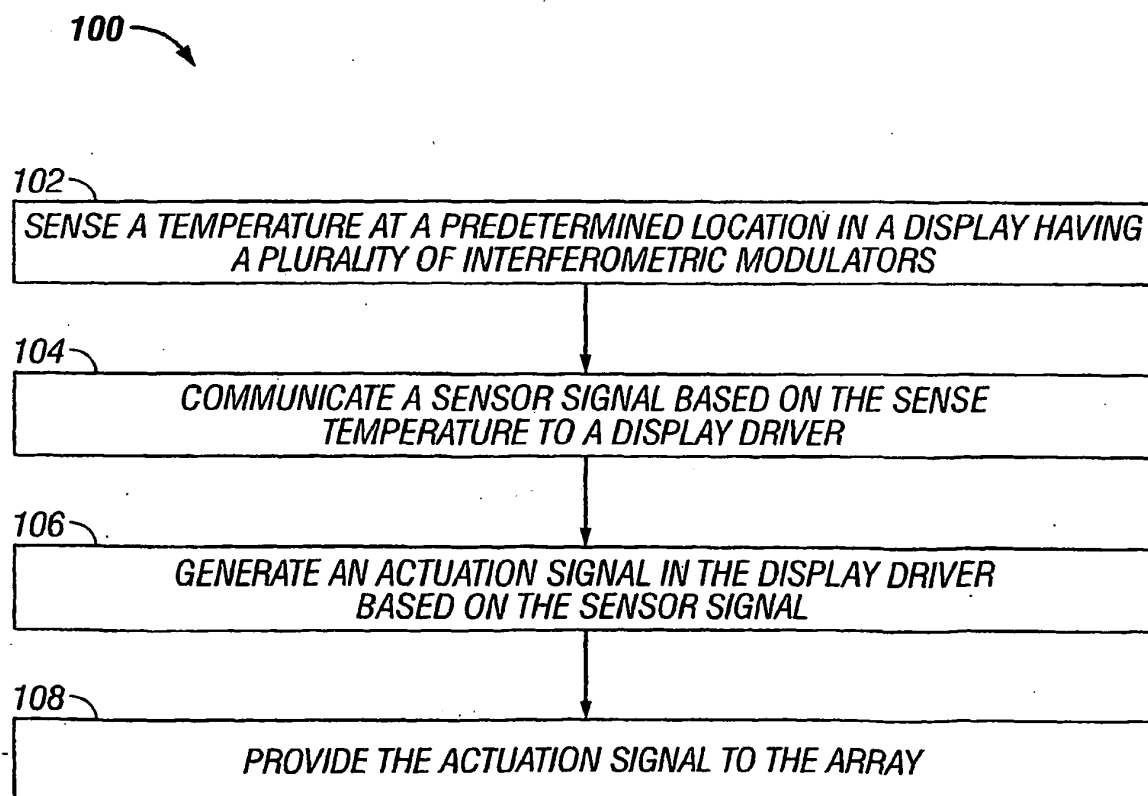 100
102
SENSE A TEMPERATURE AT A PREDETERMINED LOCATION IN A DISPLAY HAVING
A PLURALITY OF INTERFEROMETRIC MODULATORS
104
COMMUNICATE A SENSOR SIGNAL BASED ON THE SENSE
TEMPERATURE TO A DISPLAY DRIVER
106
GENERATE AN ACTUATION SIGNAL IN THE DISPLAY DRIVER
BASED ON THE SENSOR SIGNAL
108
PROVIDE THE ACTUATION SIGNAL TO THE ARRAY